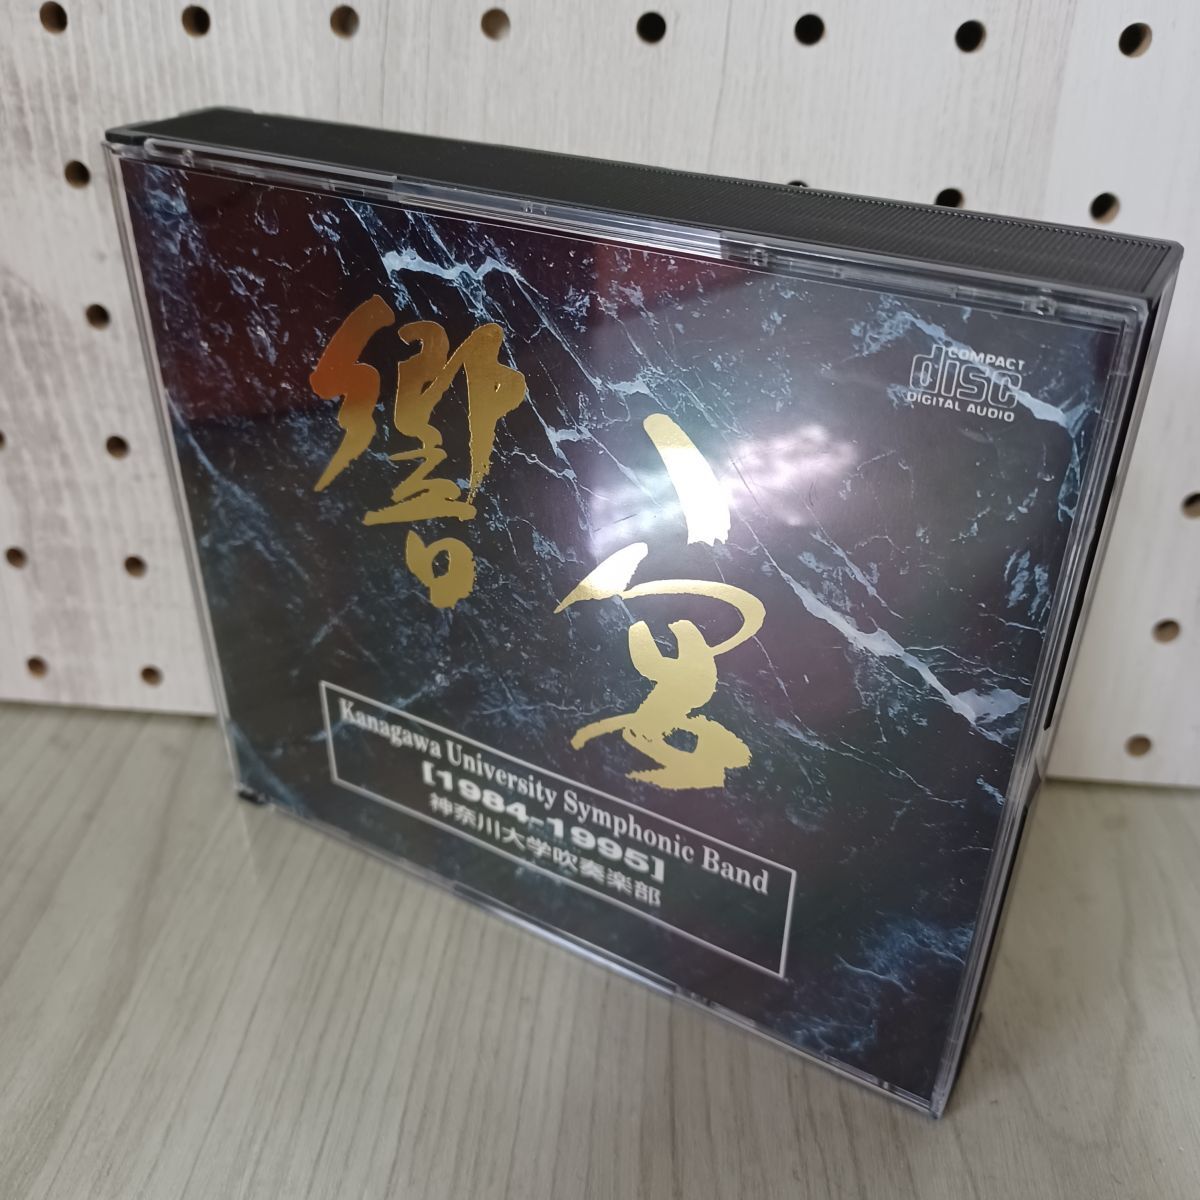 響宴
COMPACT
disc
DIGITAL AUDIO
Kanagawa University Symphonic Band
[1984-1995]
神奈川大学吹奏楽部